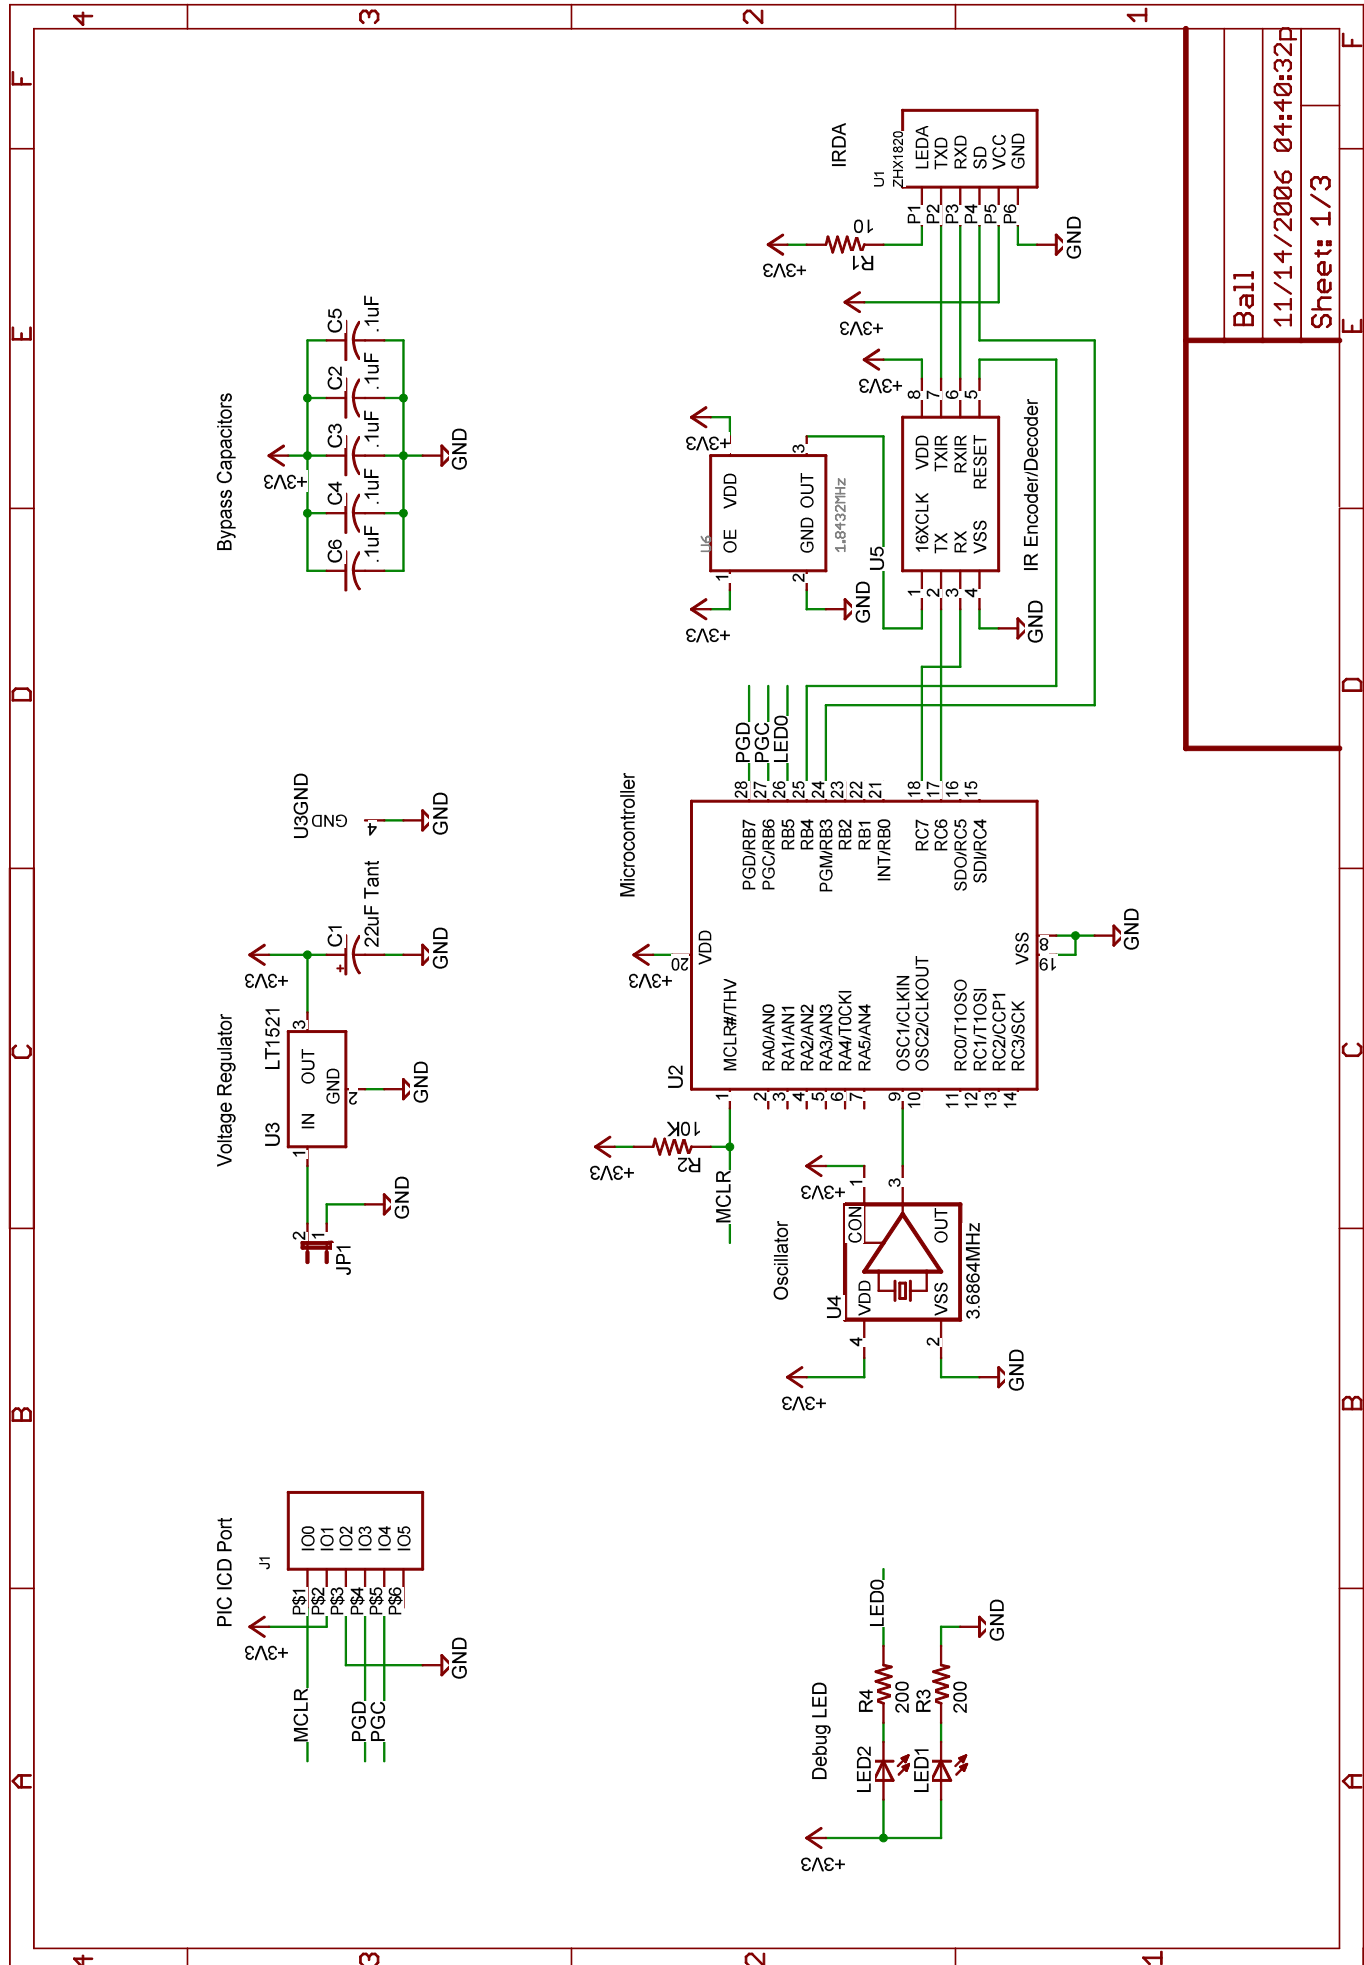 A
B
C
D
E
F
4
3
2
1
PIC ICD Port
J1
+3V3
MCLR
PGD
PGC
P$1
P$2
P$3
P$4
P$5
P$6
IO0
IO1
IO2
IO3
IO4
IO5
GND
Voltage Regulator
JP1
2
1
GND
U3
LT1521
1
IN
OUT
GND
3
2
GND
+3V3
C1
+
22uF Tant
GND
U3GND
GND
4
GND
Bypass Capacitors
+3V3
C6
C4
C3
C2
C5
.1uF
.1uF
.1uF
.1uF
.1uF
GND
Debug LED
+3V3
LED2
LED1
R4
200
R3
200
LED0
GND
Oscillator
+3V3
U4
VDD
CON
VSS
OUT
4
1
2
3
3.6864MHz
+3V3
GND
Microcontroller
+3V3
R2
10K
MCLR
U2
+3V3
20
VDD
1
MCLR#/THV
2
RA0/AN0
3
RA1/AN1
4
RA2/AN2
5
RA3/AN3
6
RA4/T0CKI
7
RA5/AN4
9
OSC1/CLKIN
10
OSC2/CLKOUT
11
RC0/T1OSO
12
RC1/T1OSI
13
RC2/CCP1
14
RC3/SCK
PGD/RB7
28
PGD
PGC/RB6
27
PGC
RB5
26
LED0
RB4
25
PGM/RB3
24
RB2
23
RB1
22
INT/RB0
21
RC7
18
RC6
17
SDO/RC5
16
SDI/RC4
15
VSS
19
8
GND
U6
+3V3
1
OE
VDD
+3V3
2
GND
OUT
3
1.8432MHz
GND
U5
1
16XCLK
VDD
8
2
TX
TXIR
7
3
RX
RXIR
6
4
VSS
RESET
5
+3V3
GND
IR Encoder/Decoder
IRDA
U1
ZHX1820
+3V3
R1
10
+3V3
P1
LEDA
P2
TXD
P3
RXD
P4
SD
P5
VCC
P6
GND
GND
Ball
11/14/2006 04:40:32p
Sheet: 1/3
4
3
2
1
A
B
C
D
E
F